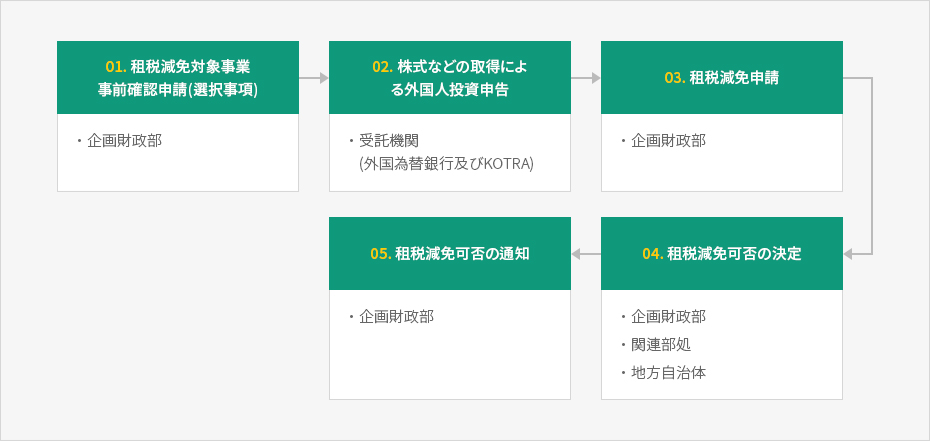 01. 租税減免対象事業
事前確認申請(選択事項)
・企画財政部
02. 株式などの取得によ
る外国人投資申告
・受託機関
(外国為替銀行及びKOTRA)
03. 租税減免申請
・企画財政部
04. 租税減免可否の決定
・企画財政部
・関連部処
・地方自治体
05. 租税減免可否の通知
・企画財政部